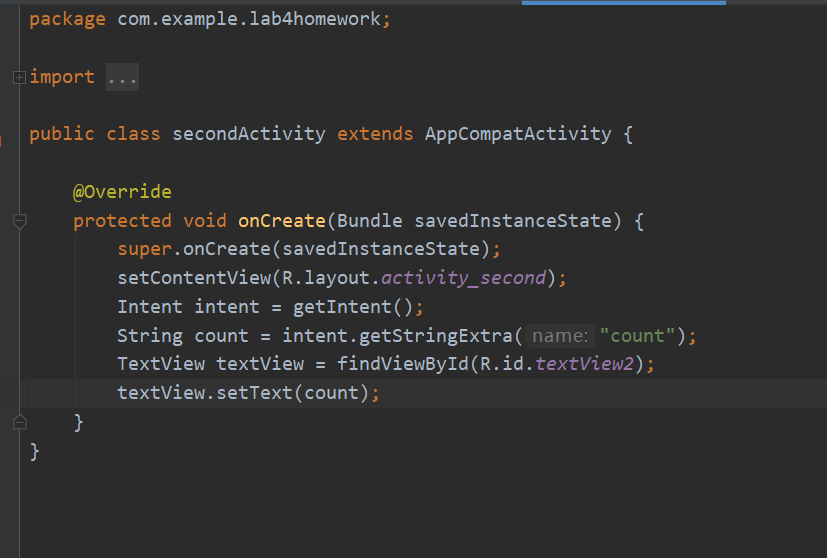 package com.example.lab4homework;
import ...
public class secondActivity extends AppCompatActivity {
@Override
protected void onCreate(Bundle savedInstanceState) {
super.onCreate(savedInstanceState);
setContentView(R.layout.activity_second);
Intent intent = getIntent();
String count = intent.getStringExtra( name: "count");
TextView textView = findViewById(R.id.textView2);
textView.setText(count);
}
}